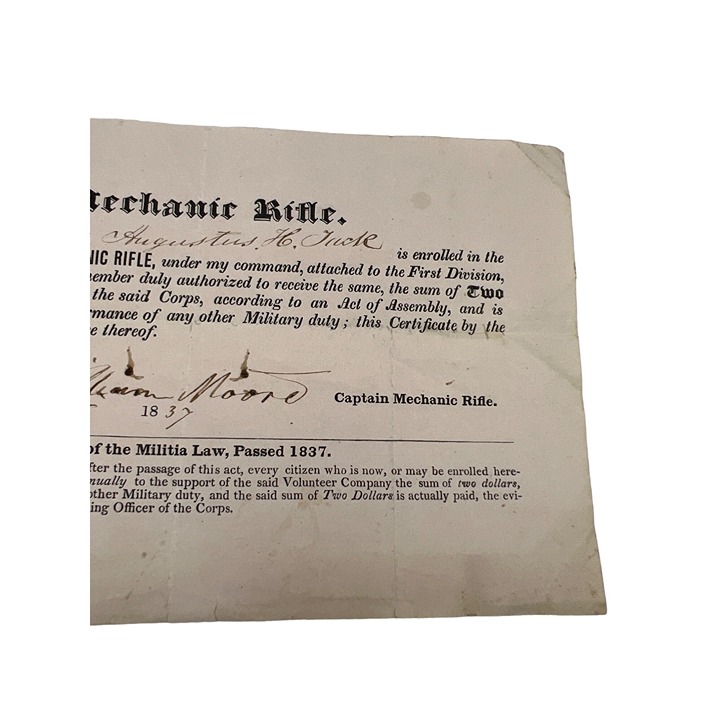 Mechanic Rifle.
Augustus. H. Jack is enrolled in the
NIC RIFLE, under my command, attached to the First Division,
ember duly authorized to receive the same, the sum of Two
the said Corps, according to an Act of Assembly, and is
rmance of any other Military duty; this Certificate by the
e thereof.
lliam Moore Captain Mechanic Rifle.
1837
of the Militia Law, Passed 1837.
fter the passage of this act, every citizen who is now, or may be enrolled here-
nually to the support of the said Volunteer Company the sum of two dollars,
other Military duty, and the said sum of Two Dollars is actually paid, the evi-
ing Officer of the Corps.